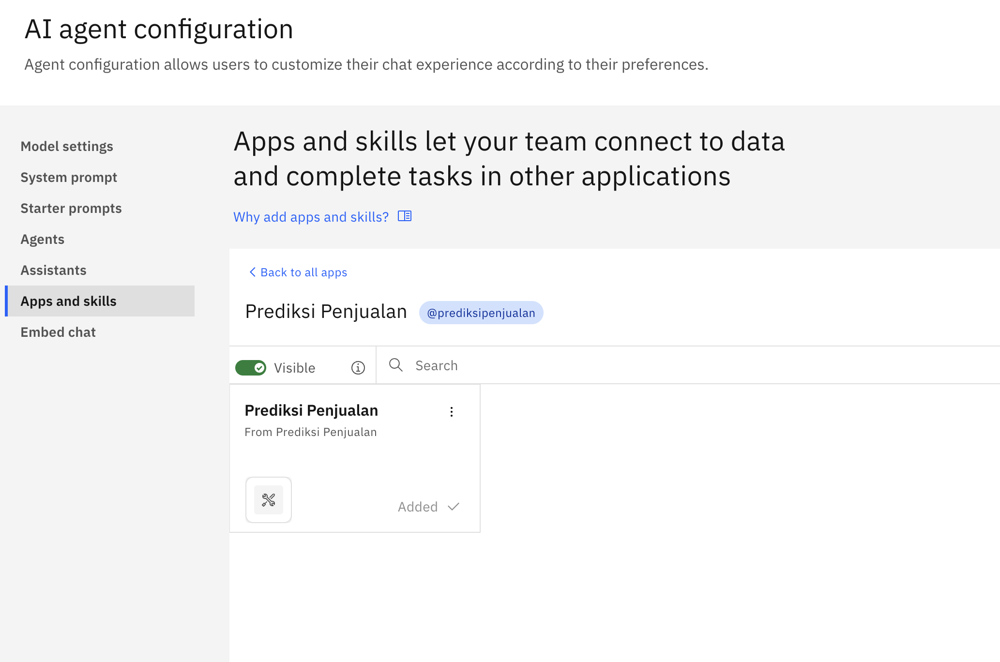 AI agent configuration
Agent configuration allows users to customize their chat experience according to their preferences.
Model settings
System prompt
Starter prompts
Agents
Assistants
Apps and skills
Embed chat
Apps and skills let your team connect to data
and complete tasks in other applications
Why add apps and skills?
Back to all apps
Prediksi Penjualan @prediksipenjualan
Visible
Search
Prediksi Penjualan
From Prediksi Penjualan
Added